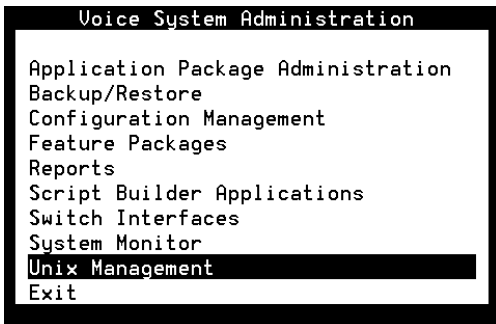 Voice System Administration
Application Package Administration
Backup/Restore
Configuration Management
Feature Packages
Reports
Script Builder Applications
Switch Interfaces
System Monitor
Unix Management
Exit